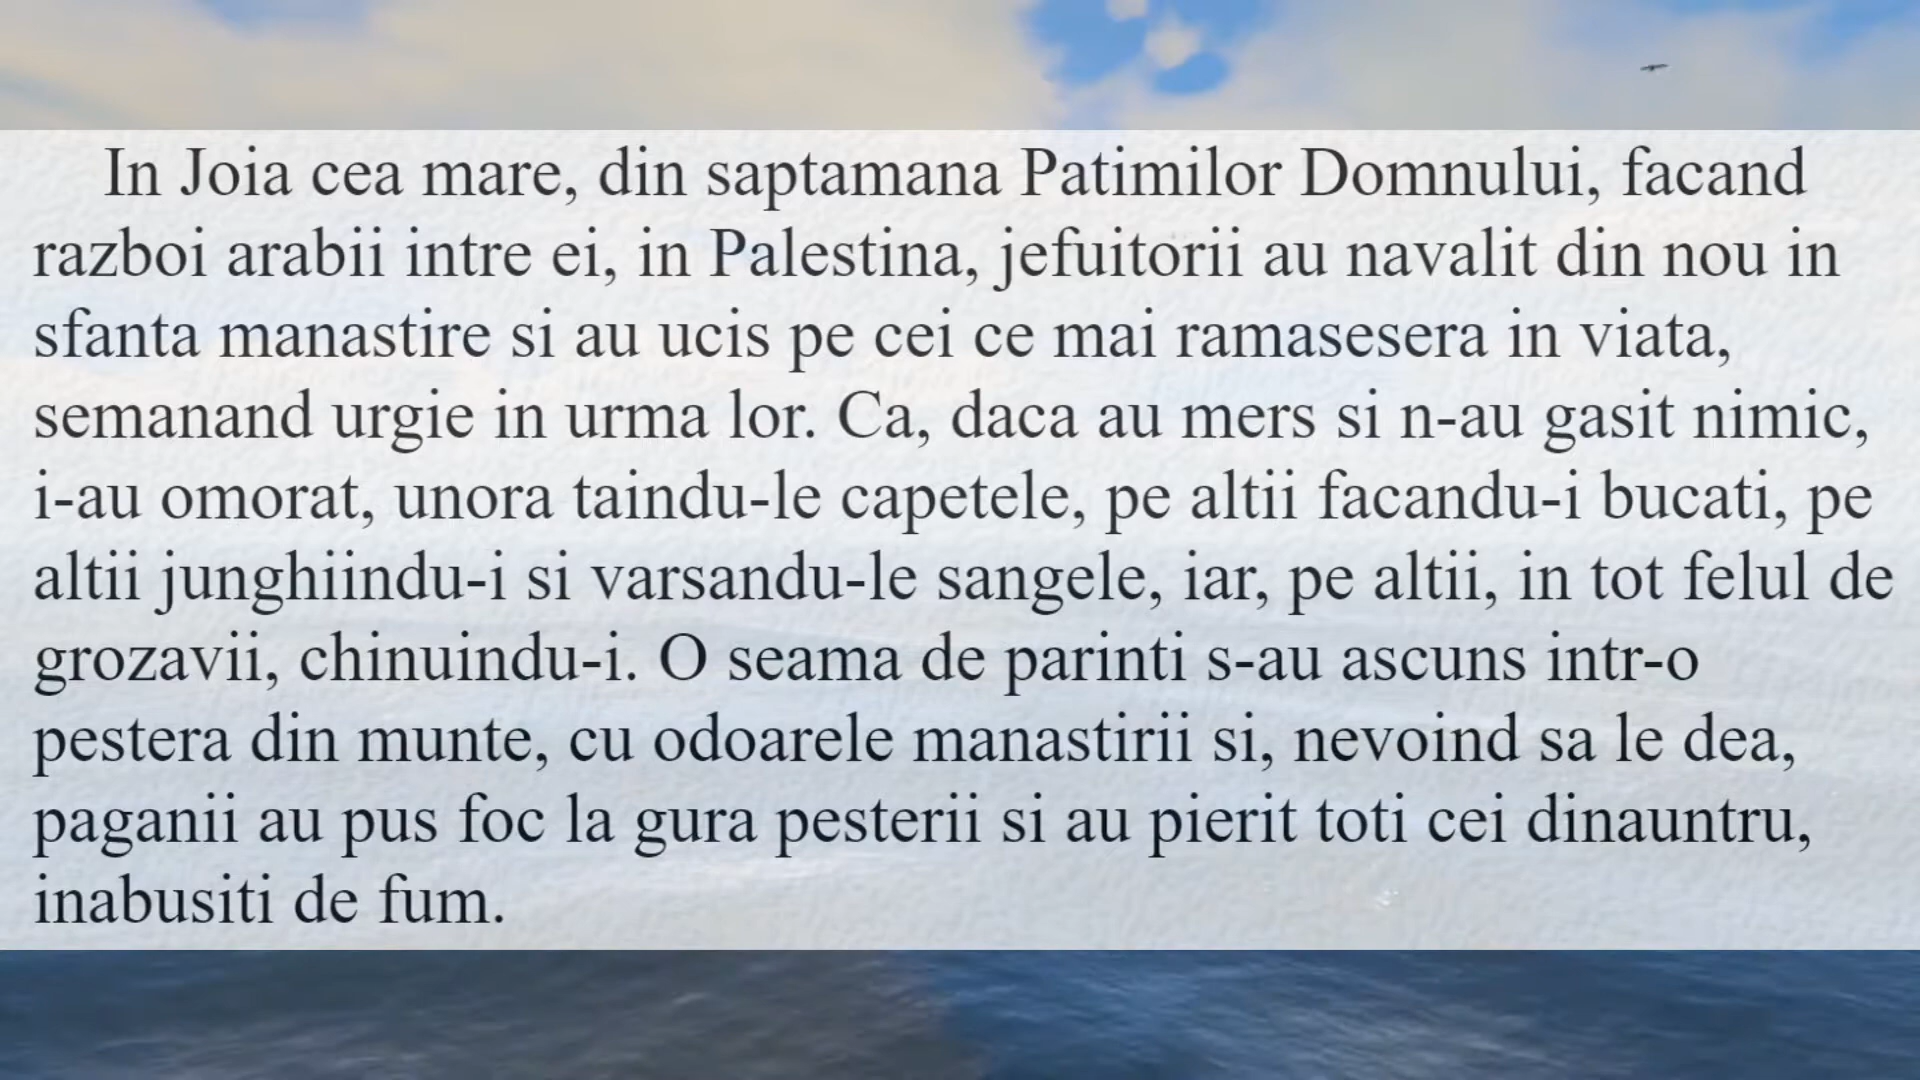 In Joia cea mare, din saptamana Patimilor Domnului, facand
razboi arabii intre ei, in Palestina, jefuitorii au navalit din nou in
sfanta manastire si au ucis pe cei ce mai ramasesera in viata,
semanand urgie in urma lor. Ca, daca au mers si n-au gasit nimic,
i-au omorat, unora taindu-le capetele, pe altii facandu-i bucati, pe
altii junghiindu-i si varsandu-le sangele, iar, pe altii, in tot felul de
grozavii, chinuindu-i. O seama de parinti s-au ascuns intr-o
pestera din munte, cu odoarele manastirii si, nevoind sa le dea,
paganii au pus foc la gura pesterii si au pierit toti cei dinauntru,
inabusiti de fum.